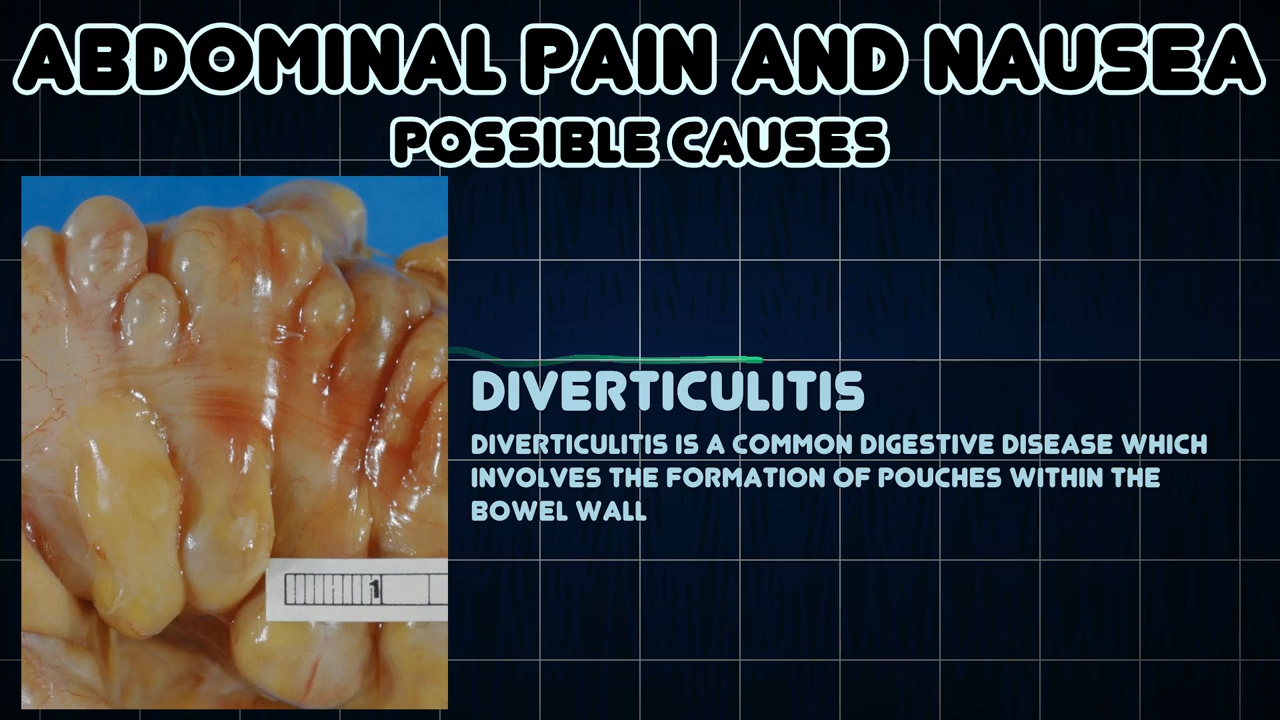 ABDOMINAL PAIN AND NAUSEA
POSSIBLE CAUSES
DIVERTICULITIS
DIVERTICULITIS IS A COMMON DIGESTIVE DISEASE WHICH
INVOLVES THE FORMATION OF POUCHES WITHIN THE
BOWEL WALL
1